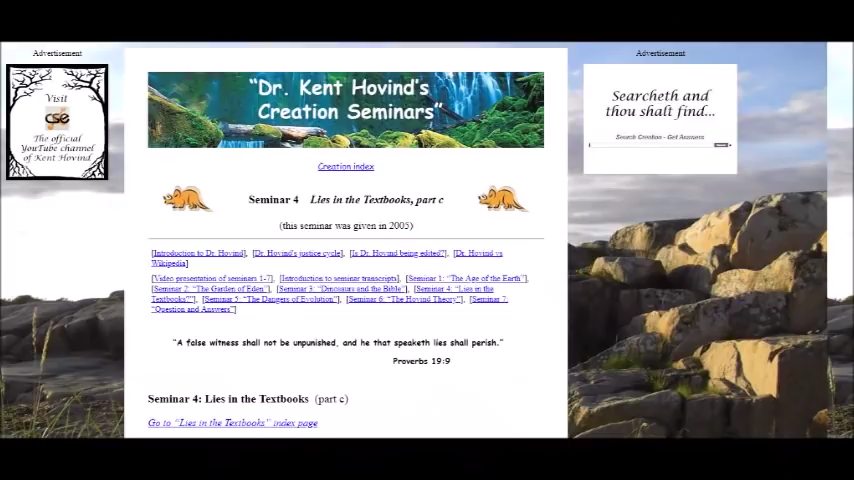 Advertisement
Visit
cse
The official
YouTube channel
of Kent Hovind
"Dr. Kent Hovind's
Creation Seminars"
Creation index
Seminar 4 Lies in the Textbooks, part c
(this seminar was given in 2005)
[Introduction to Dr. Hovind], [Dr. Hovind's justice cycle], [Is Dr. Hovind being edited?], [Dr. Hovind vs
Wikipedia]
[Video presentation of seminars 1-7], [Introduction to seminar transcripts], [Seminar 1: "The Age of the Earth"],
[Seminar 2: "The Garden of Eden"], [Seminar 3: "Dinosaurs and the Bible"], [Seminar 4: "Lies in the
Textbooks?"], [Seminar 5: "The Dangers of Evolution"], [Seminar 6: "The Hovind Theory"], [Seminar 7:
"Question and Answers"]
"A false witness shall not be unpunished, and he that speaketh lies shall perish."
Proverbs 19:9
Seminar 4: Lies in the Textbooks (part c)
Go to "Lies in the Textbooks" index page
Advertisement
Searcheth and
thou shalt find...
Search Creation - Get Answers